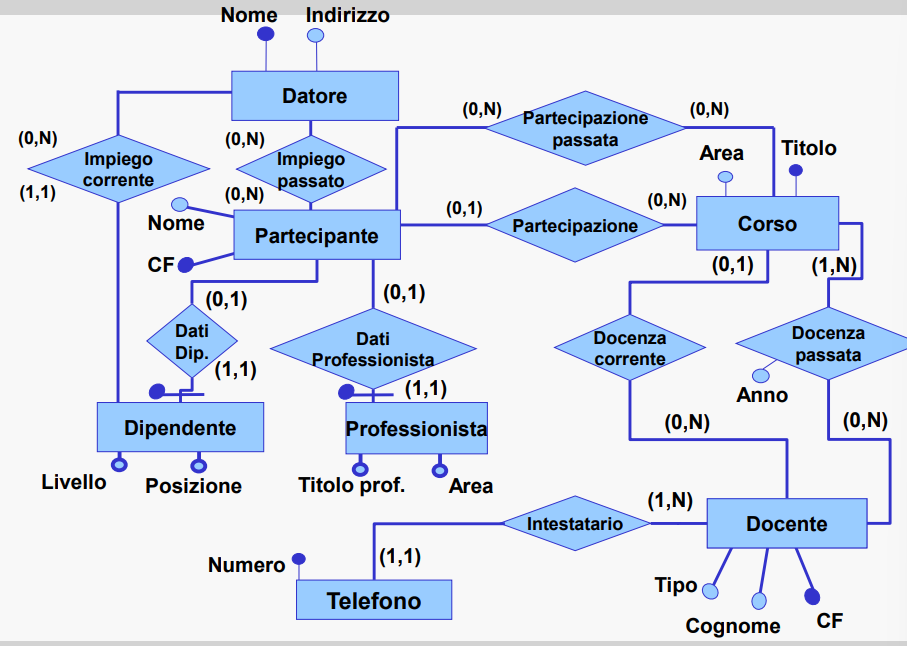 Nome
Indirizzo
Datore
(0,N)
(0,N)
Partecipazione
passata
(0,N)
(0,N)
Impiego
corrente
(1,1)
(0,N)
Impiego
passato
(0,N)
Area
Titolo
Nome
CF
Partecipante
(0,1)
Partecipazione
(0,N)
Corso
(0,1)
(1,N)
(0,1)
(0,1)
Dati
Dip.
(1,1)
Dati
Professionista
(1,1)
Docenza
corrente
Docenza
passata
Anno
(0,N)
(0,N)
Dipendente
Professionista
Livello
Posizione
Titolo prof.
Area
Intestatario
(1,N)
Docente
(1,1)
Numero
Telefono
Tipo
Cognome
CF